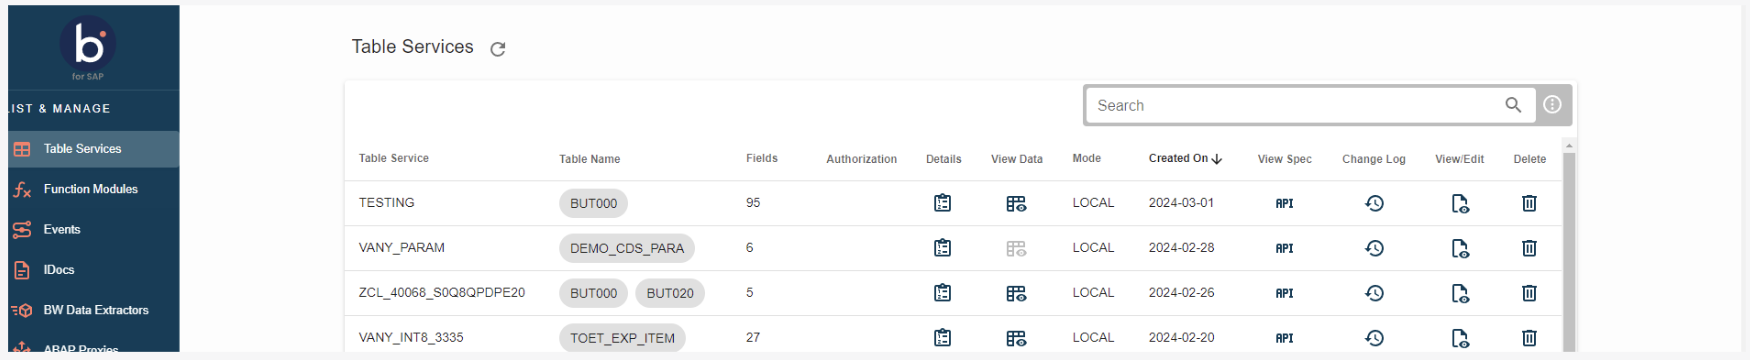 b
for SAP
LIST & MANAGE
Table Services
Function Modules
Events
IDocs
BW Data Extractors
ABAP Proxies
Table Services
Search
Table Service Table Name Fields Authorization Details View Data Mode Created On View Spec Change Log View/Edit Delete
TESTING BUT000 95 LOCAL 2024-03-01 API
VANY_PARAM DEMO_CDS_PARA 6 LOCAL 2024-02-28 API
ZCL_40068_S0Q8QPDPE20 BUT000 BUT020 5 LOCAL 2024-02-26 API
VANY_INT8_3335 TOET_EXP_ITEM 27 LOCAL 2024-02-20 API